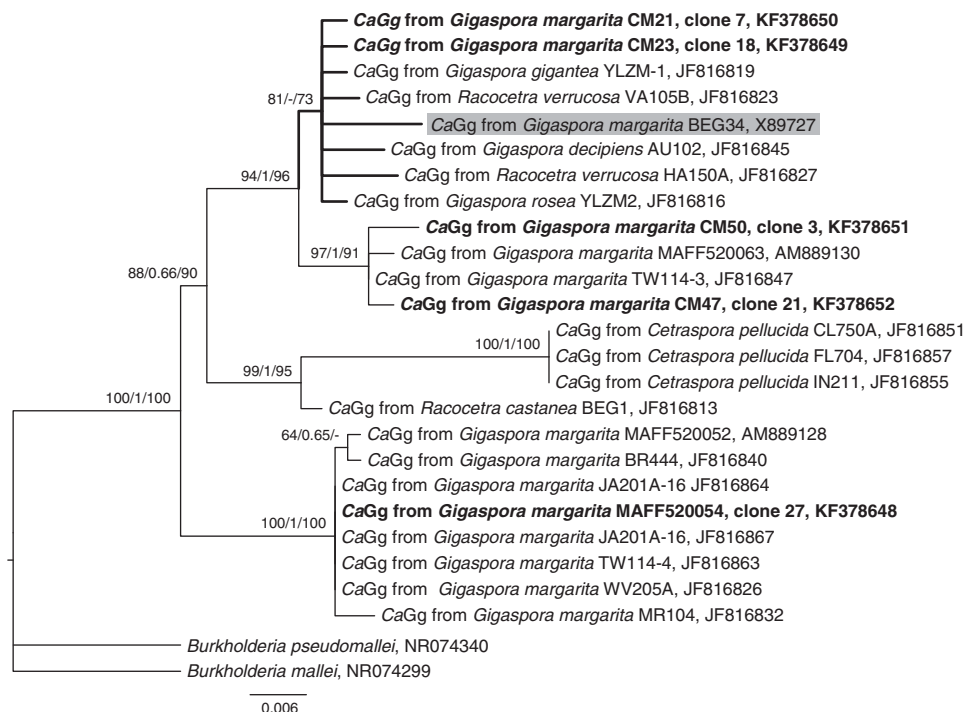 CaGg from Gigaspora margarita CM21, clone 7, KF378650
CaGg from Gigaspora margarita CM23, clone 18, KF378649
CaGg from Gigaspora gigantea YLZM-1, JF816819
81/-/73
CaGg from Racocetra verrucosa VA105B, JF816823
CaGg from Gigaspora margarita BEG34, X89727
CaGg from Gigaspora decipiens AU102, JF816845
94/1/96
CaGg from Racocetra verrucosa HA150A, JF816827
CaGg from Gigaspora rosea YLZM2, JF816816
CaGg from Gigaspora margarita CM50, clone 3, KF378651
97/1/91
CaGg from Gigaspora margarita MAFF520063, AM889130
88/0.66/90
CaGg from Gigaspora margarita TW114-3, JF816847
CaGg from Gigaspora margarita CM47, clone 21, KF378652
CaGg from Cetraspora pellucida CL750A, JF816851
100/1/100
CaGg from Cetraspora pellucida FL704, JF816857
99/1/95
CaGg from Cetraspora pellucida IN211, JF816855
100/1/100
CaGg from Racocetra castanea BEG1, JF816813
64/0.65/-
CaGg from Gigaspora margarita MAFF520052, AM889128
CaGg from Gigaspora margarita BR444, JF816840
CaGg from Gigaspora margarita JA201A-16 JF816864
CaGg from Gigaspora margarita MAFF520054, clone 27, KF378648
100/1/100
CaGg from Gigaspora margarita JA201A-16, JF816867
CaGg from Gigaspora margarita TW114-4, JF816863
CaGg from Gigaspora margarita WV205A, JF816826
CaGg from Gigaspora margarita MR104, JF816832
Burkholderia pseudomallei, NR074340
Burkholderia mallei, NR074299
0.006